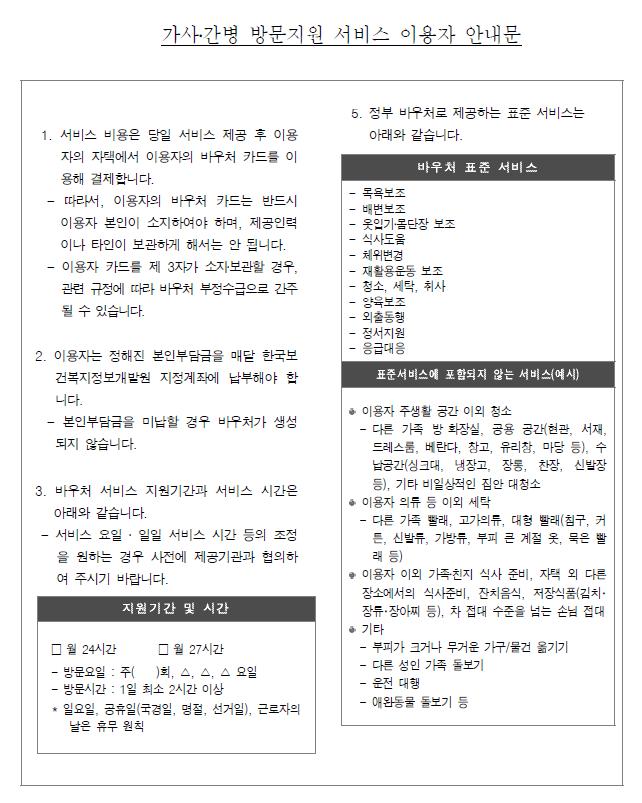 가사·간병 방문지원 서비스 이용자 안내문
1. 서비스 비용은 당일 서비스 제공 후 이용
자의 자택에서 이용자의 바우처 카드를 이
용해 결제합니다.
- 따라서, 이용자의 바우처 카드는 반드시
이용자 본인이 소지하여야 하며, 제공인력
이나 타인이 보관하게 해서는 안 됩니다.
- 이용자 카드를 제 3자가 소자보관할 경우,
관련 규정에 따라 바우처 부정수급으로 간주
될 수 있습니다.
2. 이용자는 정해진 본인부담금을 매달 한국보
건복지정보개발원 지정계좌에 납부해야 합
니다.
- 본인부담금을 미납할 경우 바우처가 생성
되지 않습니다.
3. 바우처 서비스 지원기간과 서비스 시간은
아래와 같습니다.
- 서비스 요일 · 일일 서비스 시간 등의 조정
을 원하는 경우 사전에 제공기관과 협의하
여 주시기 바랍니다.
지원기간 및 시간
□ 월 24시간 □ 월 27시간
- 방문요일 : 주( )회, △, △, △ 요일
- 방문시간 : 1일 최소 2시간 이상
* 일요일, 공휴일(국경일, 명절, 선거일), 근로자의
날은 휴무 원칙
5. 정부 바우처로 제공하는 표준 서비스는
아래와 같습니다.
바우처 표준 서비스
- 목욕보조
- 배변보조
- 옷입기·몸단장 보조
- 식사도움
- 체위변경
- 재활용운동 보조
- 청소, 세탁, 취사
- 양육보조
- 외출동행
- 정서지원
- 응급대응
표준서비스에 포함되지 않는 서비스(예시)
● 이용자 주생활 공간 이외 청소
- 다른 가족 방·화장실, 공용 공간(현관, 서재,
드레스룸, 베란다, 창고, 유리창, 마당 등), 수
납공간(싱크대, 냉장고, 장롱, 찬장, 신발장
등), 기타 비일상적인 집안 대청소
● 이용자 의류 등 이외 세탁
- 다른 가족 빨래, 고가의류, 대형 빨래(침구, 커
튼, 신발류, 가방류, 부피 큰 계절 옷, 묵은 빨
래 등)
● 이용자 이외 가족·친지 식사 준비, 자택 외 다른
장소에서의 식사준비, 잔치음식, 저장식품(김치·
장류·장아찌 등), 차 접대 수준을 넘는 손님 접대
● 기타
- 부피가 크거나 무거운 가구/물건 옮기기
- 다른 성인 가족 돌보기
- 운전 대행
- 애완동물 돌보기 등